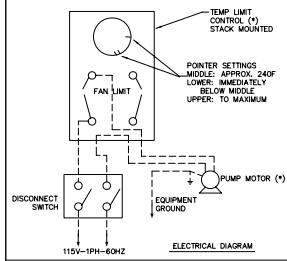 TEMP LIMIT
CONTROL (*)
STACK MOUNTED
POINTER SETTINGS
MIDDLE: APPROX. 240F
LOWER: IMMEDIATELY
BELOW MIDDLE
UPPER: TO MAXIMUM
FAN LIMIT
PUMP MOTOR (*)
DISCONNECT
SWITCH
EQUIPMENT
GROUND
115V-1PH-60HZ
ELECTRICAL DIAGRAM